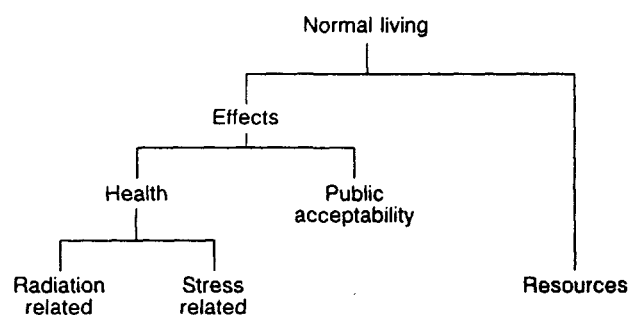 Normal living
Effects
Health
Public
acceptability
Radiation
related
Stress
related
Resources